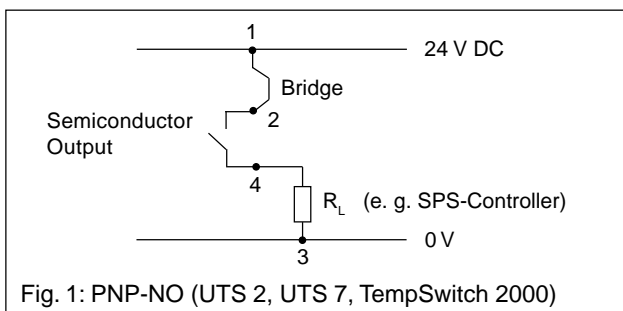 1
24 V DC
Bridge
2
Semiconductor
Output
4
RL (e. g. SPS-Controller)
0 V
3
Fig. 1: PNP-NO (UTS 2, UTS 7, TempSwitch 2000)